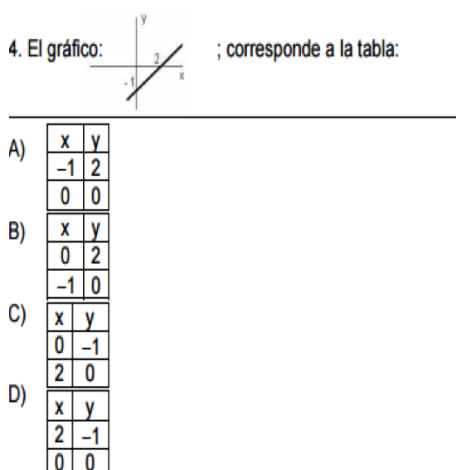 y
4. El gráfico: 2 ; corresponde a la tabla:
- 1 x
A)
x y
–1 2
0 0
B)
x y
0 2
–1 0
C)
x y
0 –1
2 0
D)
x y
2 –1
0 0